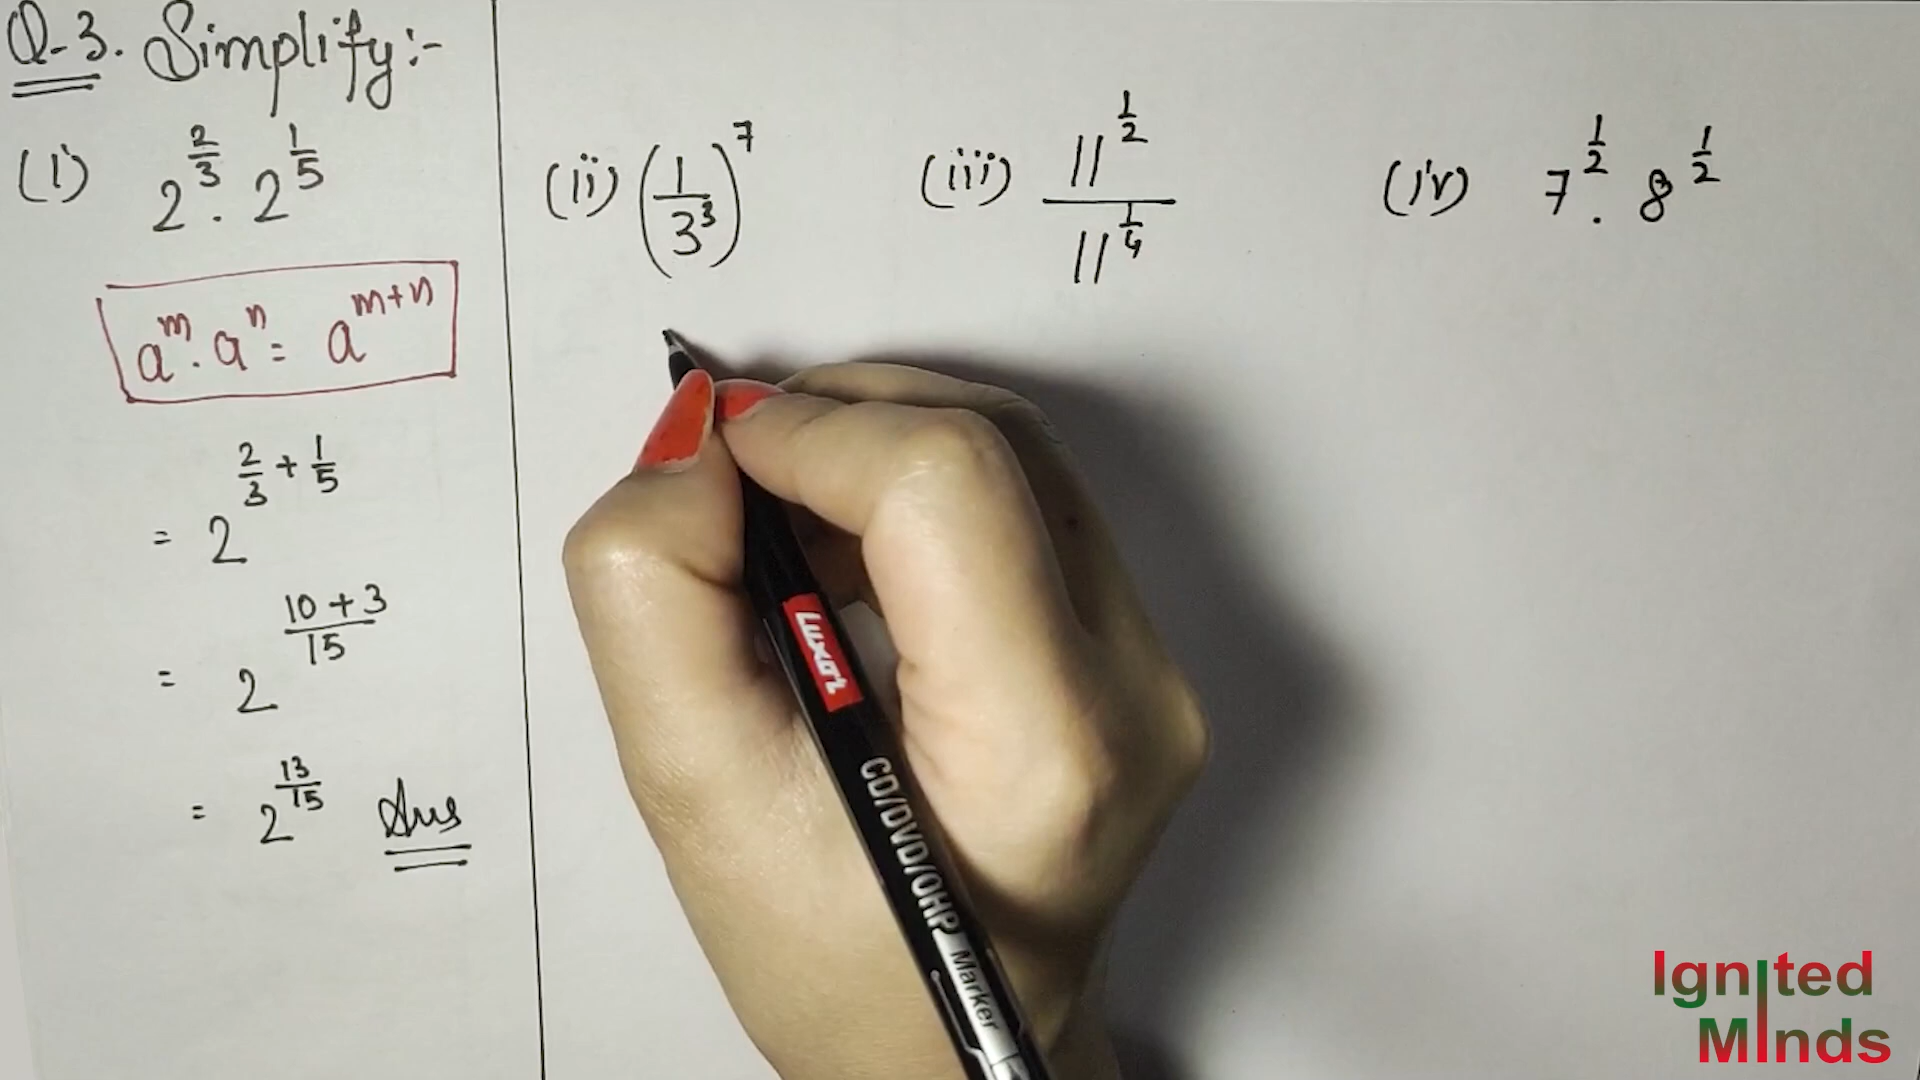 Q-3. Simplify:-
(i) 2^{2/3} . 2^{1/5}
a^m . a^n = a^{m+n}
= 2^{2/3 + 1/5}
= 2^{(10+3)/15}
= 2^{13/15} Ans
(ii) (1/3^3)^7
(iii) 11^{1/2} / 11^{1/4}
(iv) 7^{1/2} . 8^{1/2}
Luxor
CD/DVD/OHP Marker
Ignited
Minds